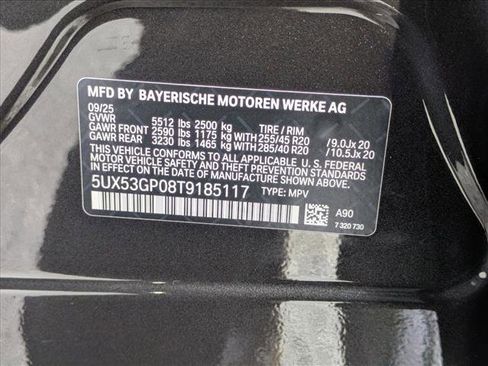 MFD BY BAYERISCHE MOTOREN WERKE AG
09/25
GVWR 5512 lbs 2500 kg TIRE / RIM
GAWR FRONT 2590 lbs 1175 kg WITH 255/45 R20 /9.0Jx 20
GAWR REAR 3230 lbs 1465 kg WITH 285/40 R20 /10.5Jx 20
THIS VEHICLE CONFORMS TO ALL APPLICABLE U. S. FEDERAL
MOTOR VEHICLE SAFETY AND THEFT PREVENTION STANDARDS
IN EFFECT ON THE DATE OF MANUFACTURE SHOWN ABOVE.
5UX53GP08T9185117 TYPE: MPV
A90
7 320 730